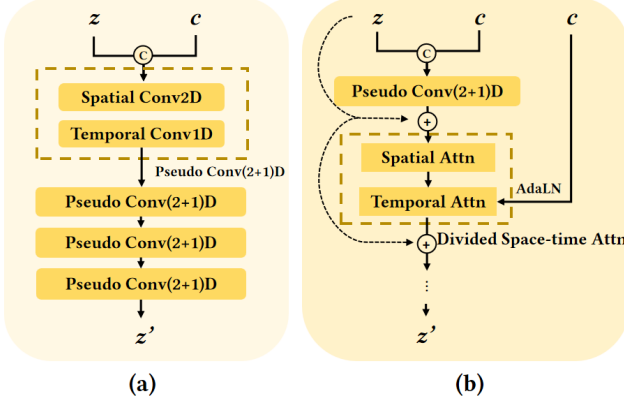 z c
C
Spatial Conv2D
Temporal Conv1D
Pseudo Conv(2+1)D
Pseudo Conv(2+1)D
Pseudo Conv(2+1)D
Pseudo Conv(2+1)D
z'
(a)
z c c
C
Pseudo Conv(2+1)D
+
Spatial Attn
AdaLN
Temporal Attn
+
Divided Space-time Attn
...
z'
(b)